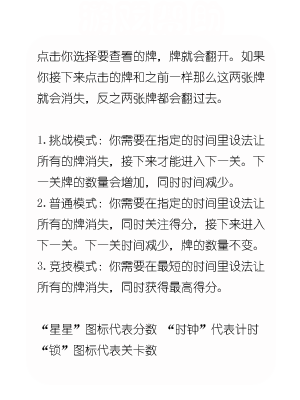 点击你选择要查看的牌，牌就会翻开。如果
你接下来点击的牌和之前一样那么这两张牌
就会消失，反之两张牌都会翻过去。
1.挑战模式：你需要在指定的时间里设法让
所有的牌消失，接下来才能进入下一关。下
一关牌的数量会增加，同时时间减少。
2.普通模式：你需要在指定的时间里设法让
所有的牌消失，同时关注得分，接下来进入
下一关。下一关时间减少，牌的数量不变。
3.竞技模式：你需要在最短的时间里设法让
所有的牌消失，同时获得最高得分。
“星星”图标代表分数 “时钟”代表计时
“锁”图标代表关卡数